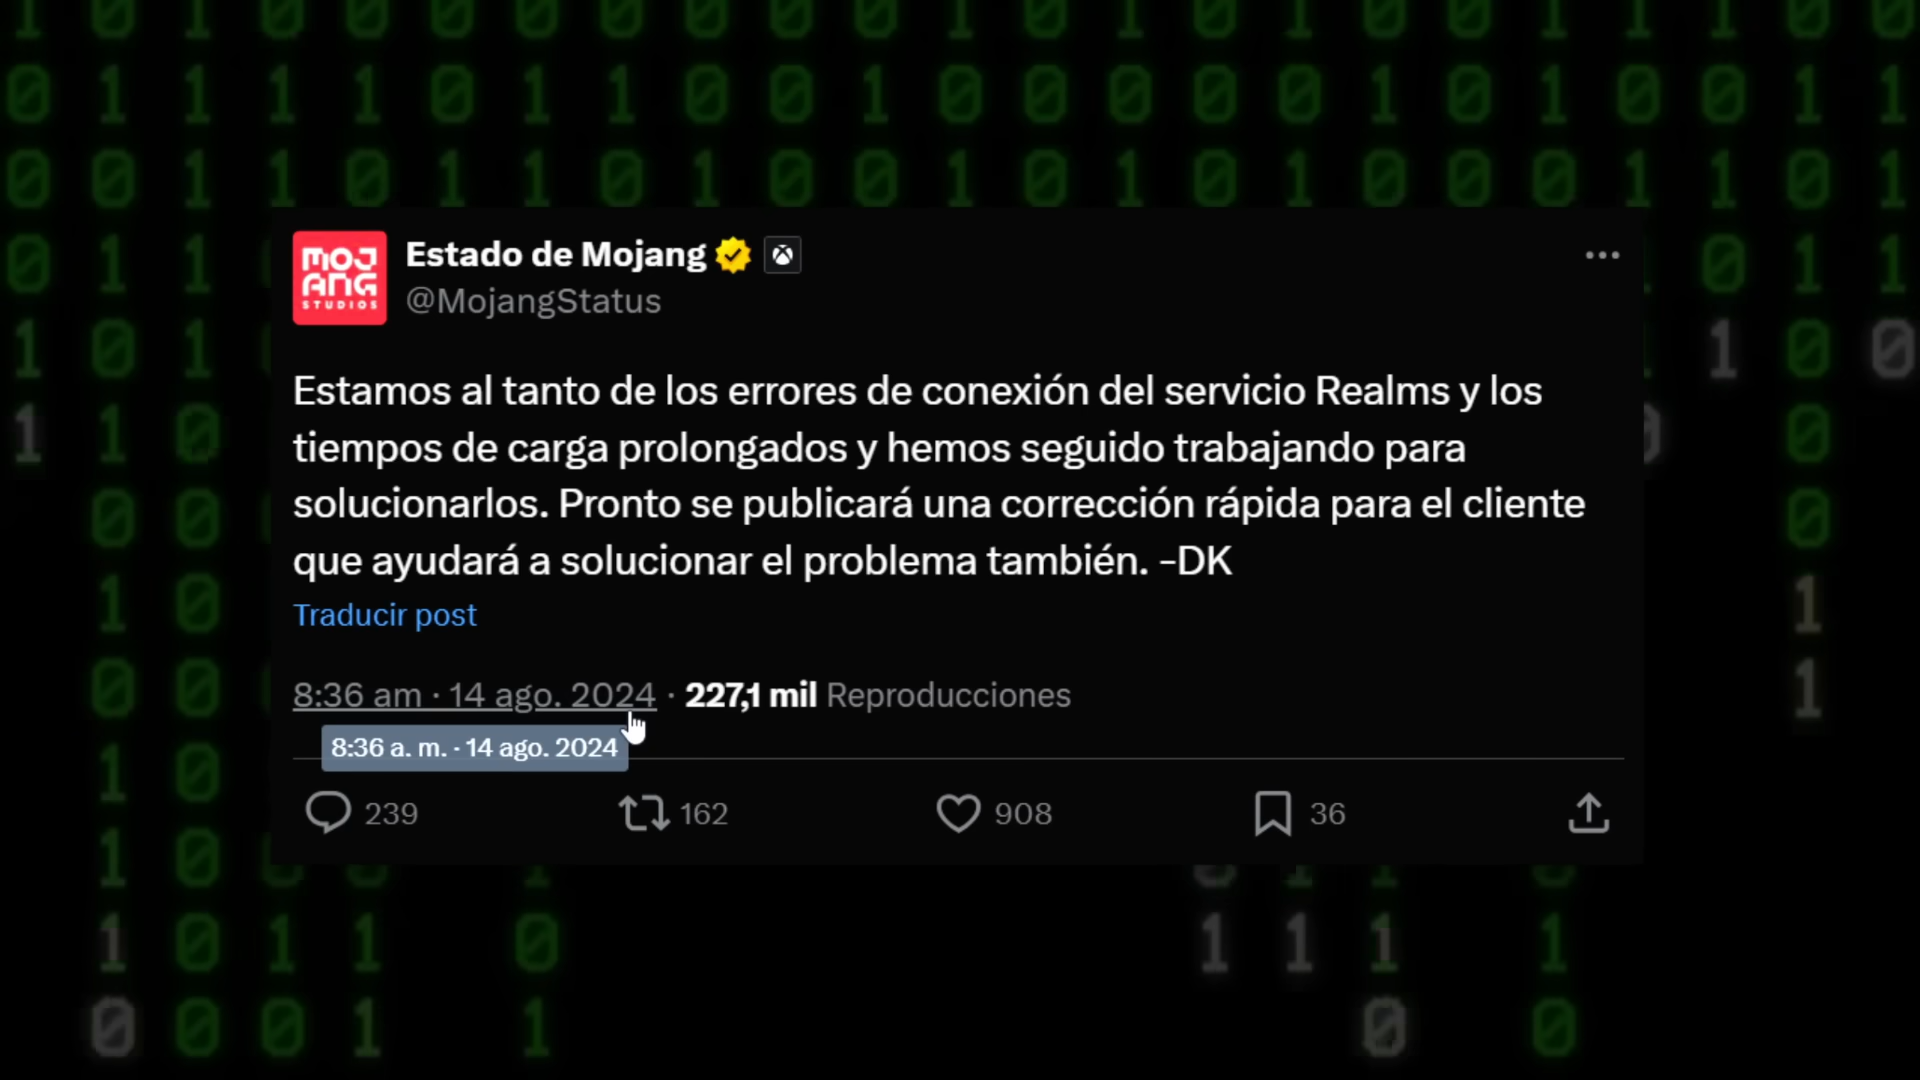 MOJ
ANG
STUDIOS
Estado de Mojang
@MojangStatus
Estamos al tanto de los errores de conexión del servicio Realms y los
tiempos de carga prolongados y hemos seguido trabajando para
solucionarlos. Pronto se publicará una corrección rápida para el cliente
que ayudará a solucionar el problema también. -DK
Traducir post
8:36 am · 14 ago. 2024 · 227,1 mil Reproducciones
8:36 a. m. · 14 ago. 2024
239 162 908 36